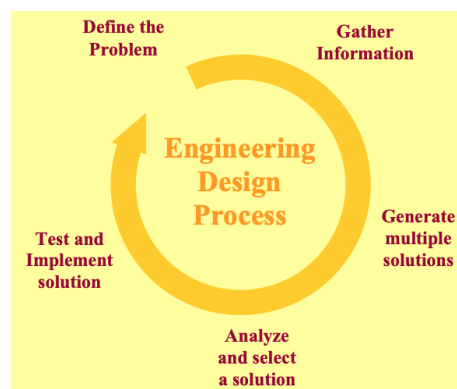 Define the
Problem
Gather
Information
Engineering
Design
Process
Generate
multiple
solutions
Analyze
and select
a solution
Test and
Implement
solution